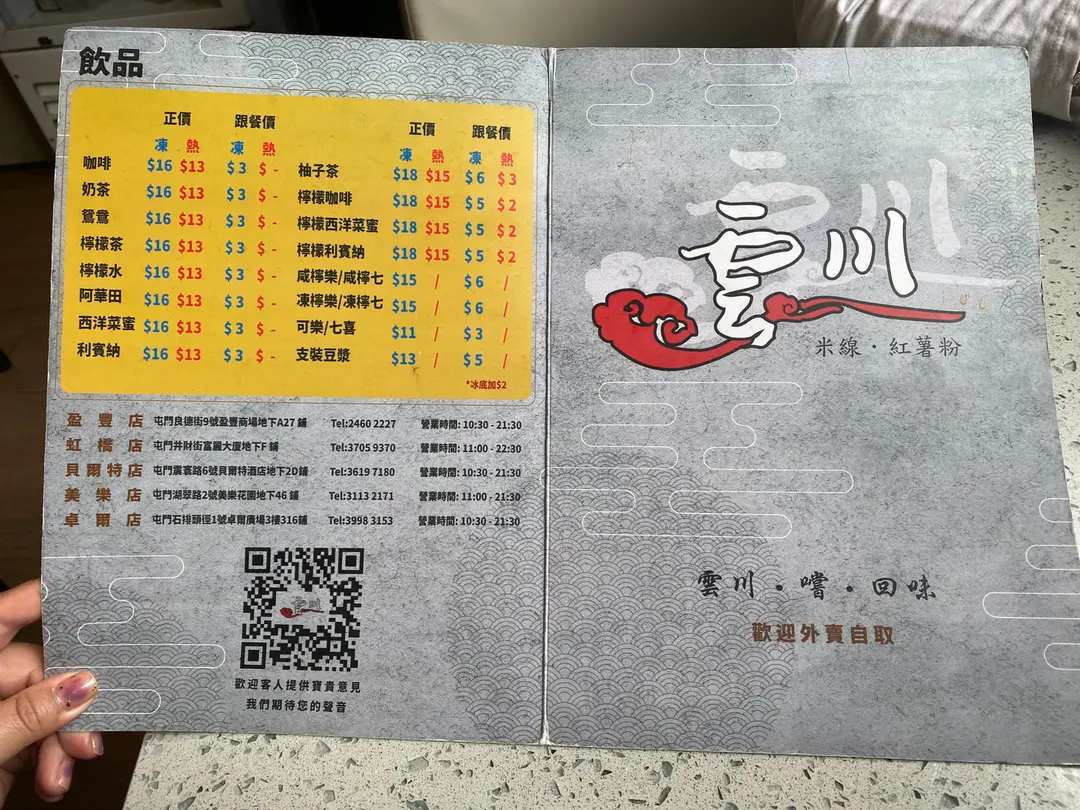 飲品
正價 跟餐價
凍 熱 凍 熱
咖啡 $16 $13 $3 $ -
奶茶 $16 $13 $3 $ -
鴛鴦 $16 $13 $3 $ -
檸檬茶 $16 $13 $3 $ -
檸檬水 $16 $13 $3 $ -
阿華田 $16 $13 $3 $ -
西洋菜蜜 $16 $13 $3 $ -
利賓納 $16 $13 $3 $ -
正價 跟餐價
凍 熱 凍 熱
柚子茶 $18 $15 $6 $3
檸檬咖啡 $18 $15 $5 $2
檸檬西洋菜蜜 $18 $15 $5 $2
檸檬利賓納 $18 $15 $5 $2
咸檸樂/咸檸七 $15 / $6 /
凍檸樂/凍檸七 $15 / $6 /
可樂/七喜 $11 / $3 /
支裝豆漿 $13 / $5 /
*冰底加$2
盈豐店 屯門良德街9號盈豐商場地下A27鋪 Tel:2460 2227 營業時間: 10:30 - 21:30
虹橋店 屯門井財街富麗大廈地下F鋪 Tel:3705 9370 營業時間: 11:00 - 22:30
貝爾特店 屯門震寰路6號貝爾特酒店地下2D鋪 Tel:3619 7180 營業時間: 10:30 - 21:30
美樂店 屯門湖翠路2號美樂花園地下46鋪 Tel:3113 2171 營業時間: 11:00 - 21:30
卓爾店 屯門石排頭徑1號卓爾廣場3樓316鋪 Tel:3998 3153 營業時間: 10:30 - 21:30
雲川
歡迎客人提供寶貴意見
我們期待您的聲音
雲川
米線·紅薯粉
雲川·嚐·回味
歡迎外賣自取